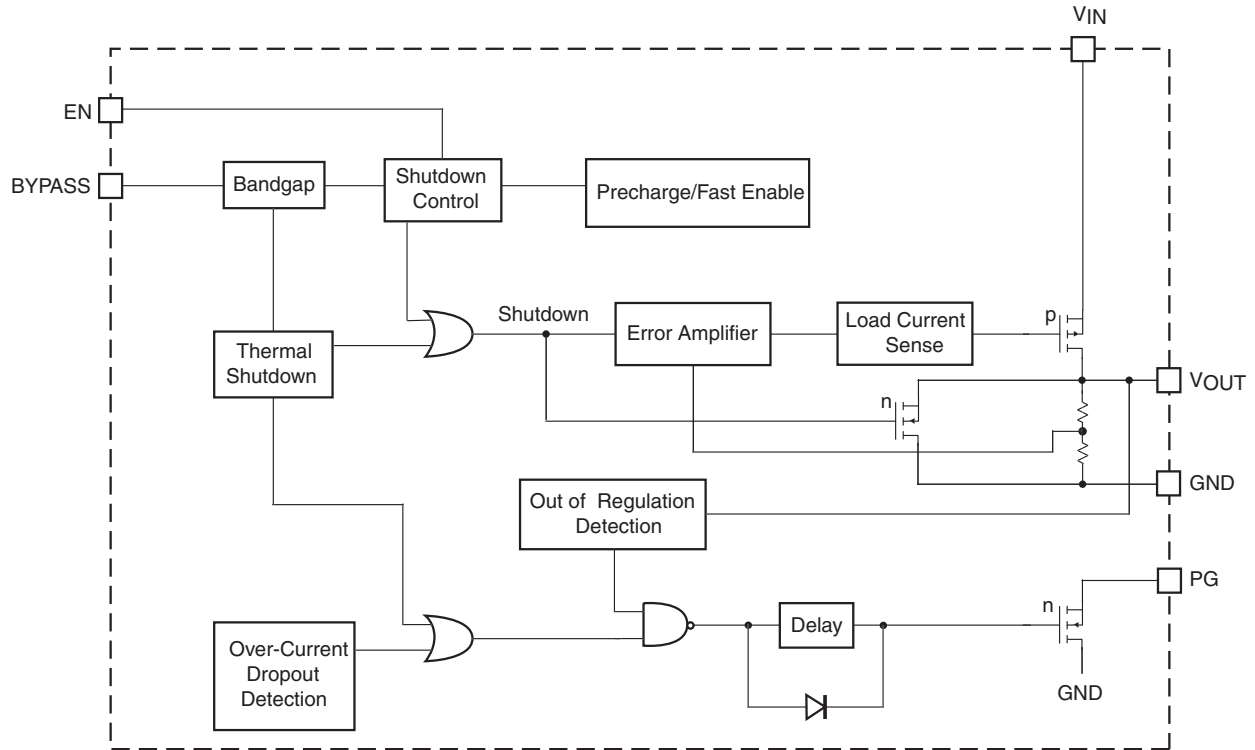 VIN
EN
BYPASS
Bandgap
Shutdown
Control
Precharge/Fast Enable
Shutdown
Error Amplifier
Load Current
Sense
p
Thermal
Shutdown
VOUT
n
GND
Out of Regulation
Detection
PG
n
Delay
Over-Current
Dropout
Detection
GND